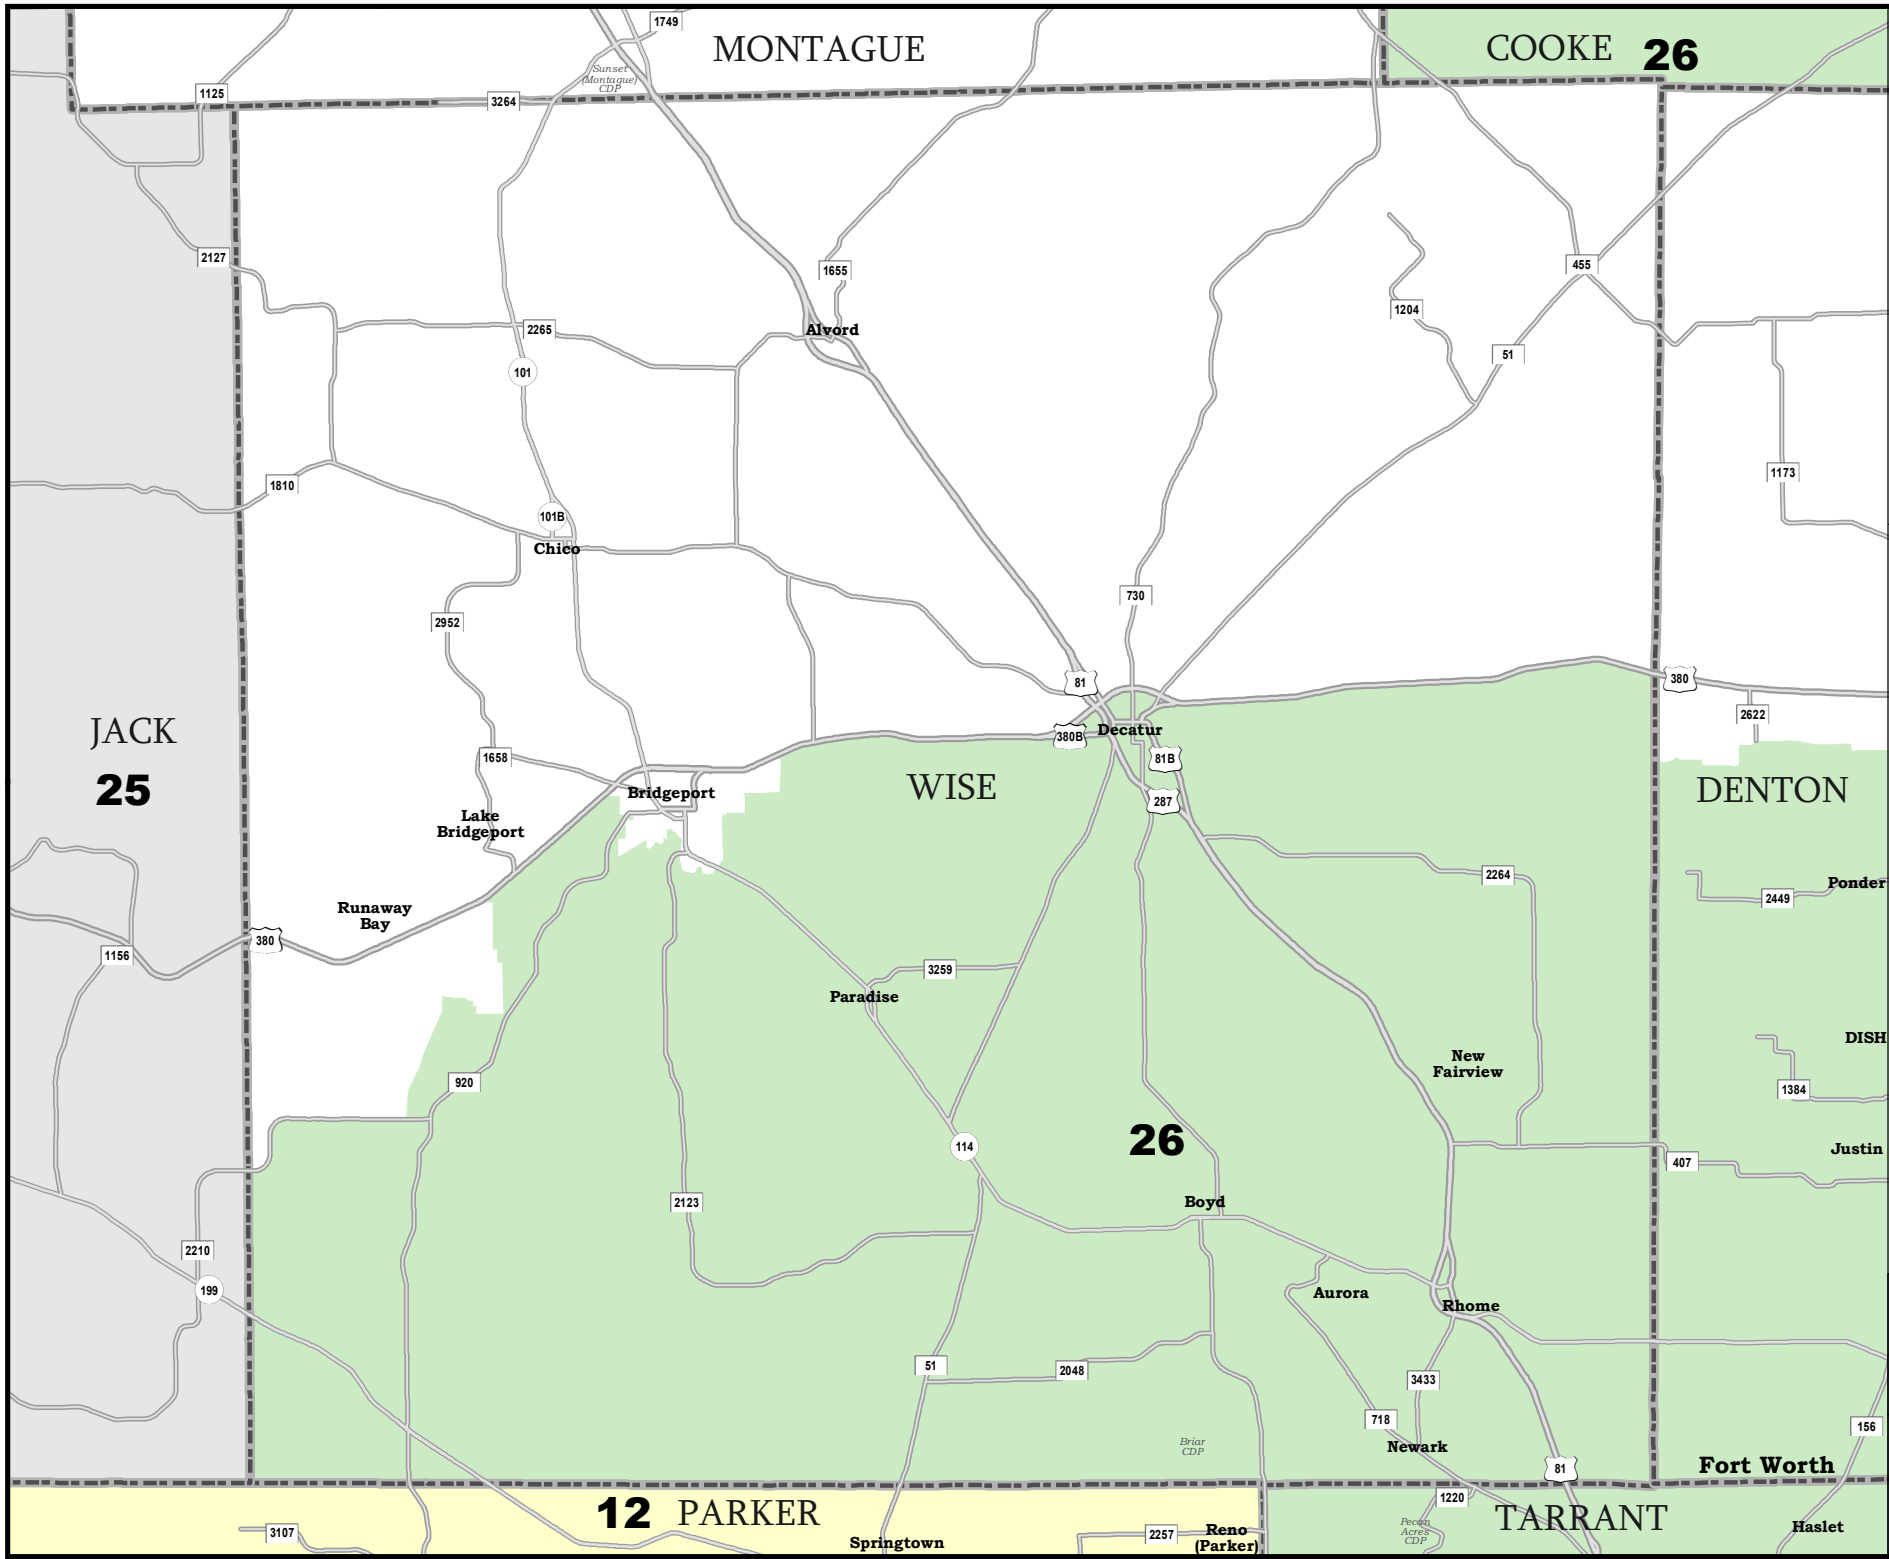 1749
MONTAGUE
COOKE 26
Sunset
(Montague)
CDP
1125
3264
2127
1655
455
1204
2265
Alvord
51
101
1173
1810
101B
Chico
730
2952
81
380
2622
JACK
380B
Decatur
1658
81B
25
WISE
DENTON
Bridgeport
287
Lake
Bridgeport
2264
Ponder
2449
Runaway
Bay
380
1156
3259
Paradise
DISH
New
Fairview
920
1384
26
114
Justin
407
2123
Boyd
2210
199
Aurora
Rhome
51
2048
3433
718
156
Briar
CDP
Newark
81
Fort Worth
1220
12 PARKER
TARRANT
3107
2257
Reno
(Parker)
Springtown
Pecan
Acres
CDP
Haslet